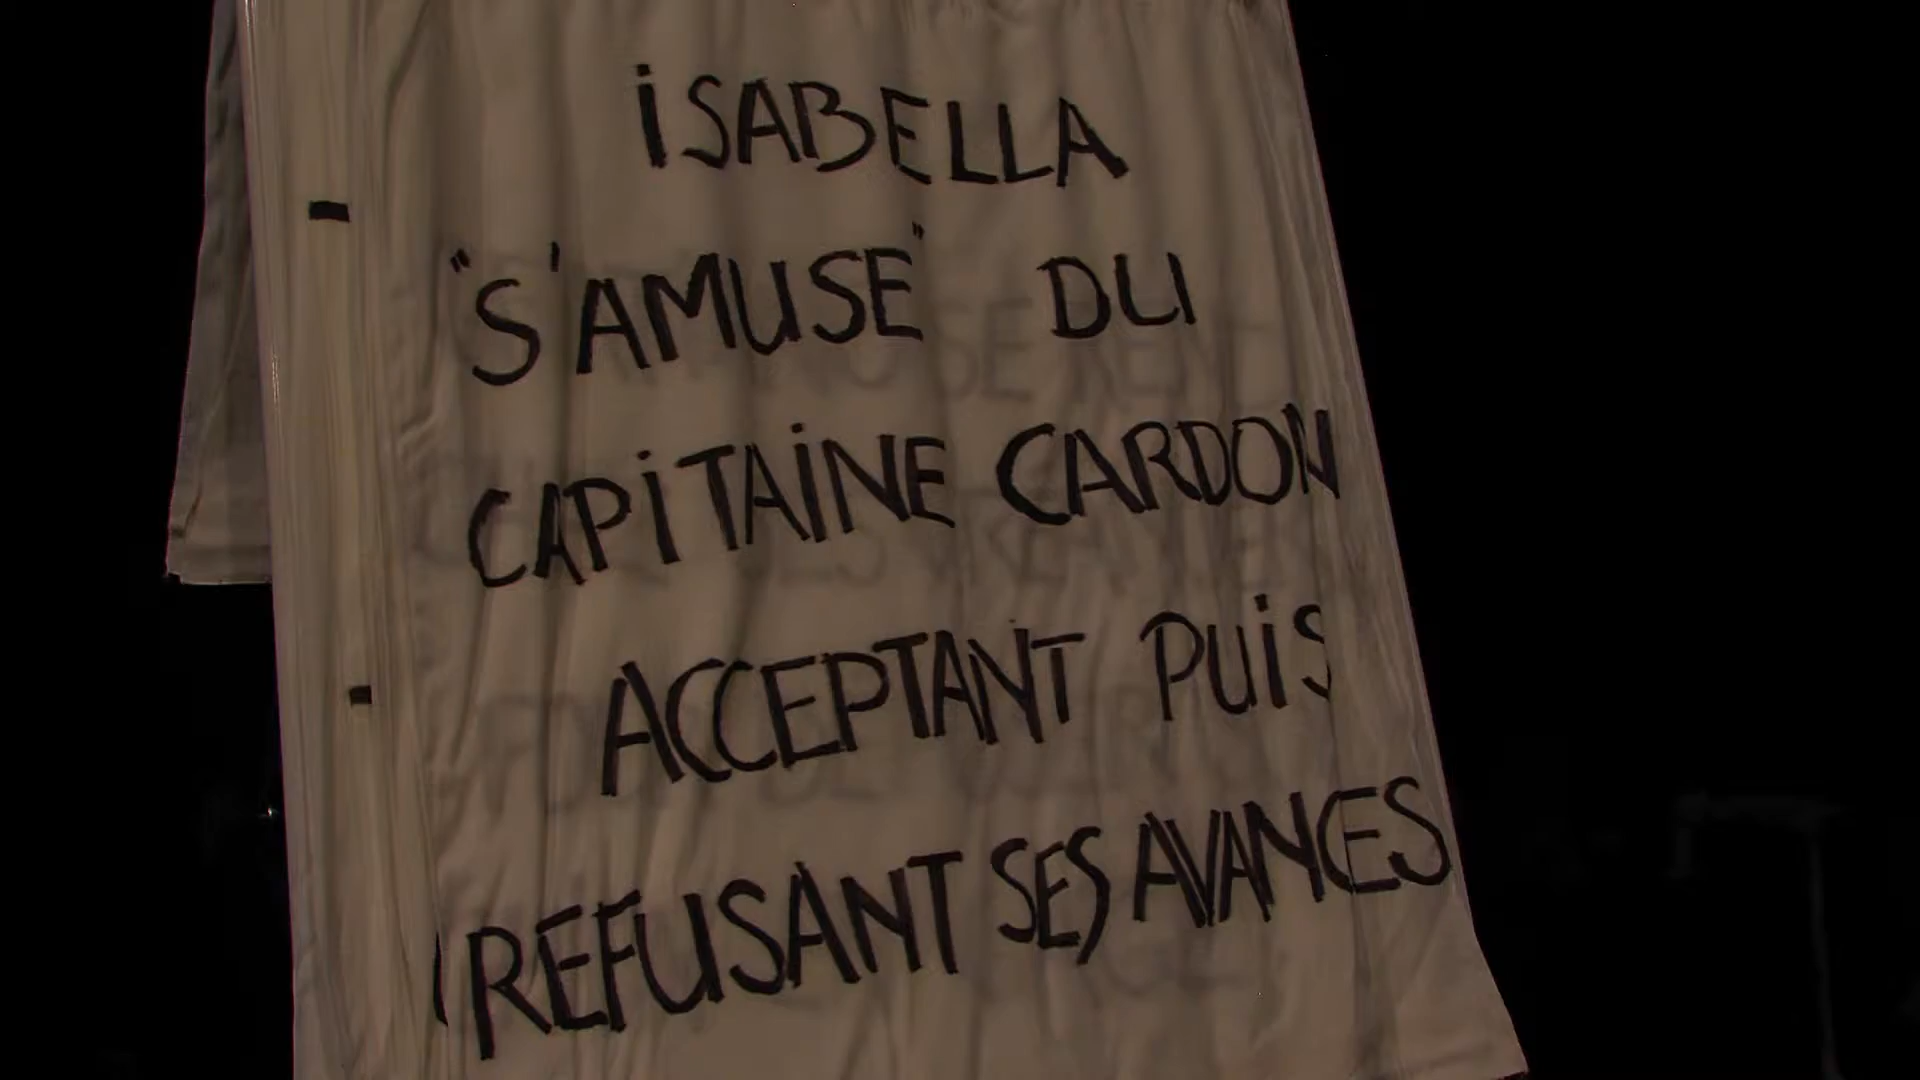 iSABELLA
"S'AMUSE" DU
CAPiTAiNE CARDON
ACCEPTANT PUiS
REFUSANT SES AVANCES